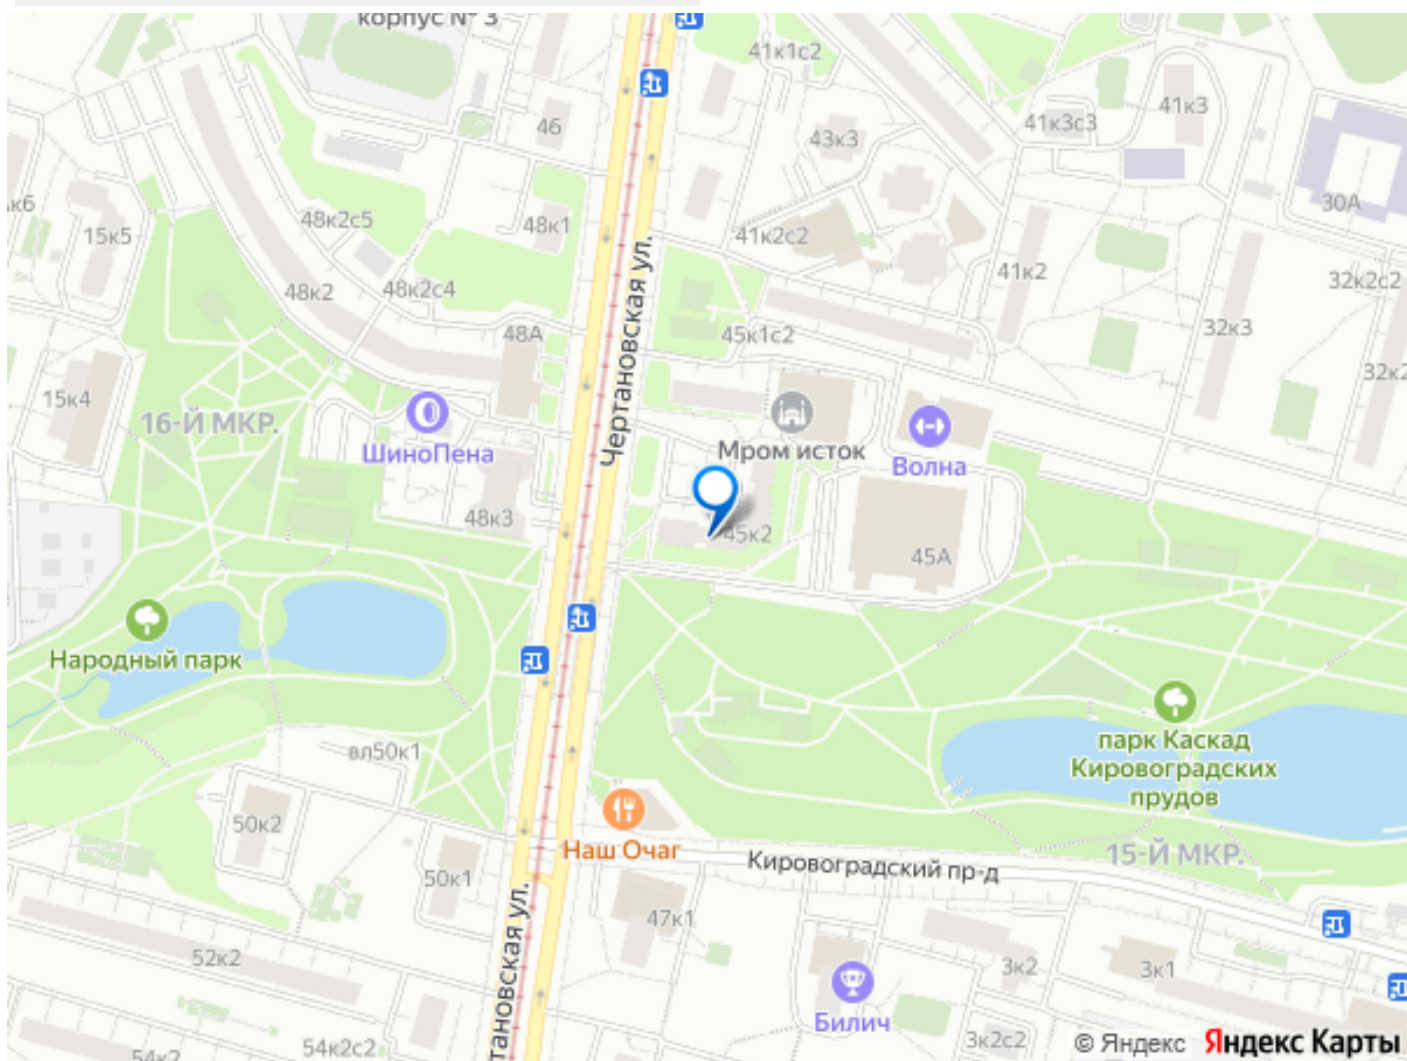 корпус № 3
41к1с2
41к3
41к3с3
46
43к3
30А
к6
48к2с5
48к1
15к5
41к2с2
41к2
32к2с2
48к2
48к2с4
Чертановская ул.
48А
45к1с2
32к3
32к2
15к4
16-Й МКР.
ШиноПена
Мром исток
Волна
48к3
45к2
45А
Народный парк
парк Каскад
Кировоградских
прудов
вл50к1
50к2
Наш Очаг
Кировоградский пр-д
15-Й МКР.
50к1
47к1
тановская ул.
52к2
3к2
3к1
Билич
54к2
54к2с2
3к2с2
© Яндекс Яндекс Карты